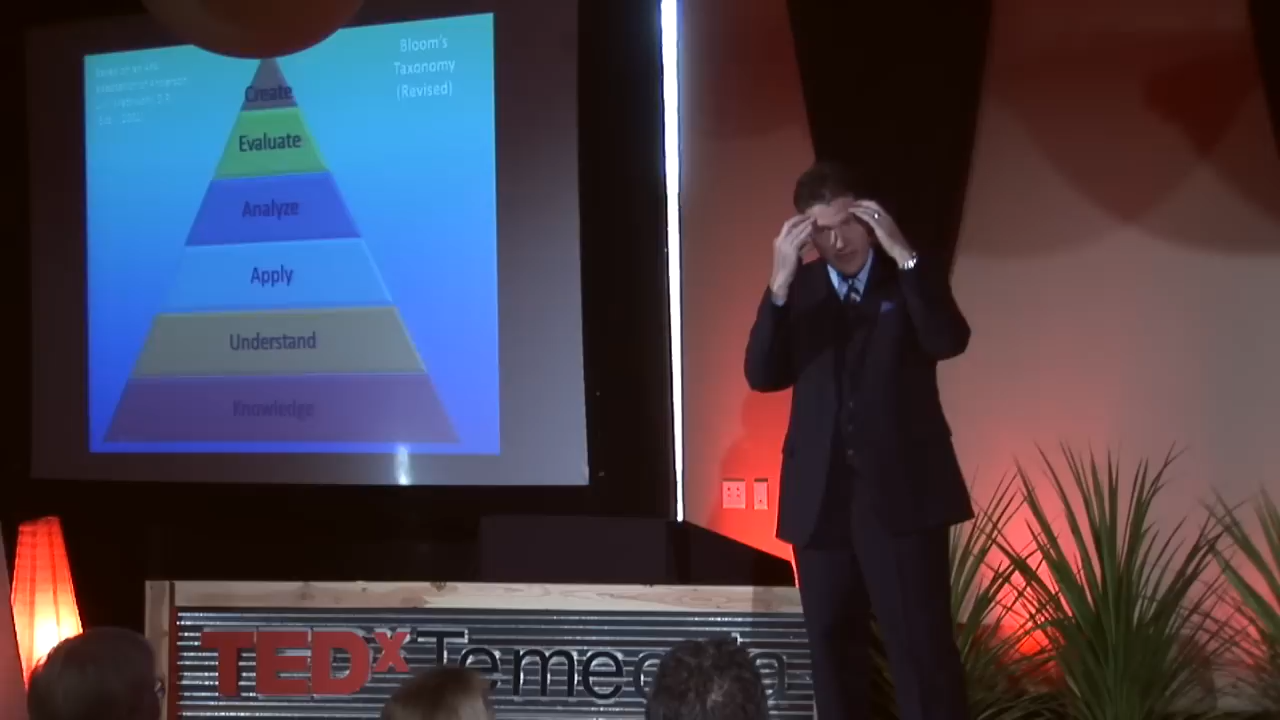 Bloom's
Taxonomy
(Revised)
Create
Evaluate
Analyze
Apply
Understand
Knowledge
TEDx